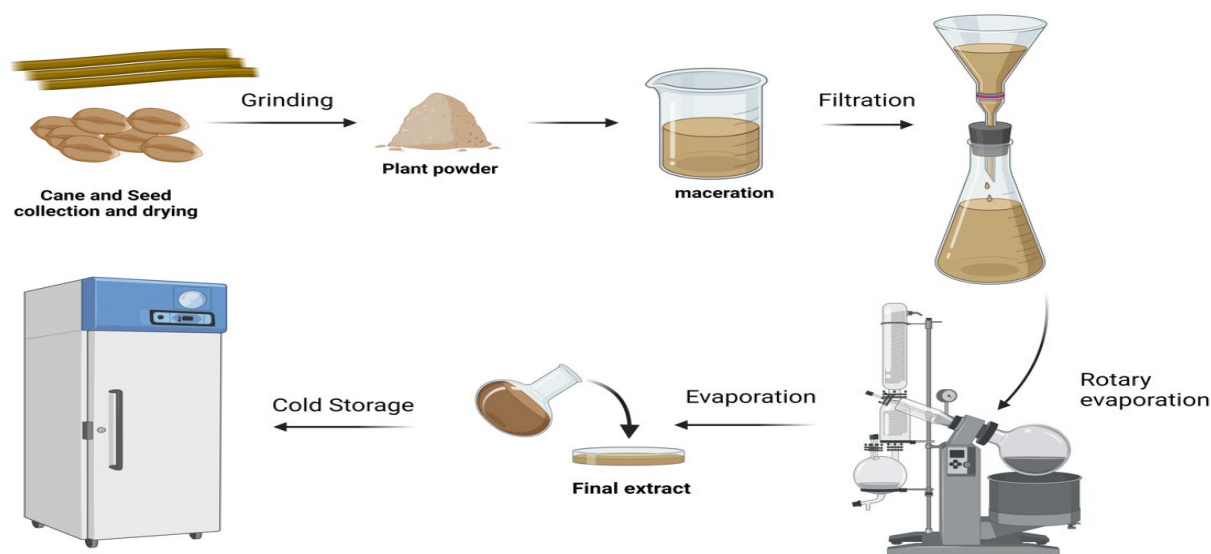 Grinding
Filtration
Plant powder
maceration
Cane and Seed
collection and drying
Rotary
evaporation
Evaporation
Cold Storage
Final extract